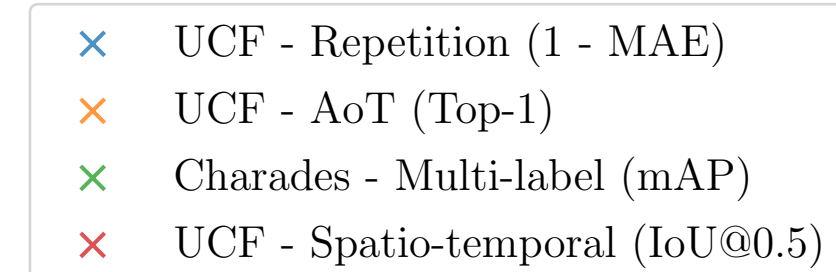 UCF - Repetition (1 - MAE)
UCF - AoT (Top-1)
Charades - Multi-label (mAP)
UCF - Spatio-temporal (IoU@0.5)